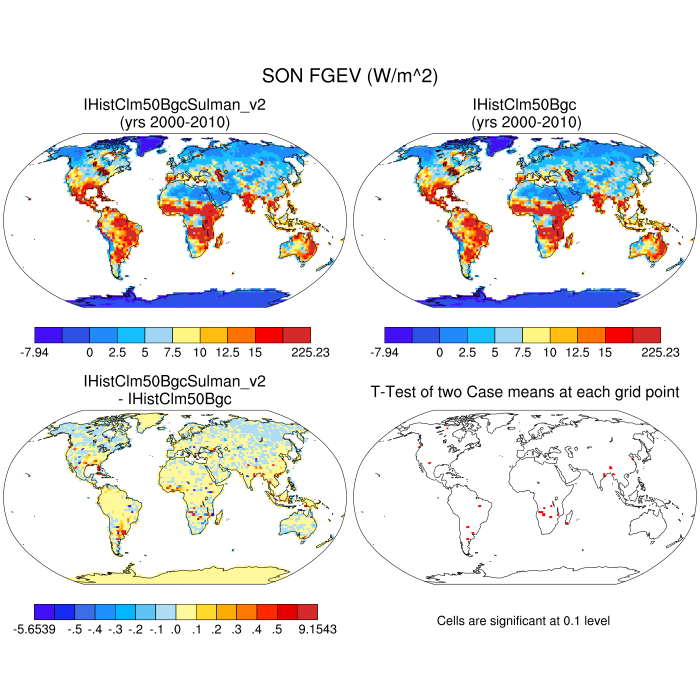 SON FGEV (W/m^2)
IHistClm50BgcSulman_v2
(yrs 2000-2010)
IHistClm50Bgc
(yrs 2000-2010)
-7.94 0 2.5 5 7.5 10 12.5 15 225.23
-7.94 0 2.5 5 7.5 10 12.5 15 225.23
IHistClm50BgcSulman_v2
- IHistClm50Bgc
T-Test of two Case means at each grid point
-5.6539 -.5 -.4 -.3 -.2 -.1 .0 .1 .2 .3 .4 .5 9.1543
Cells are significant at 0.1 level